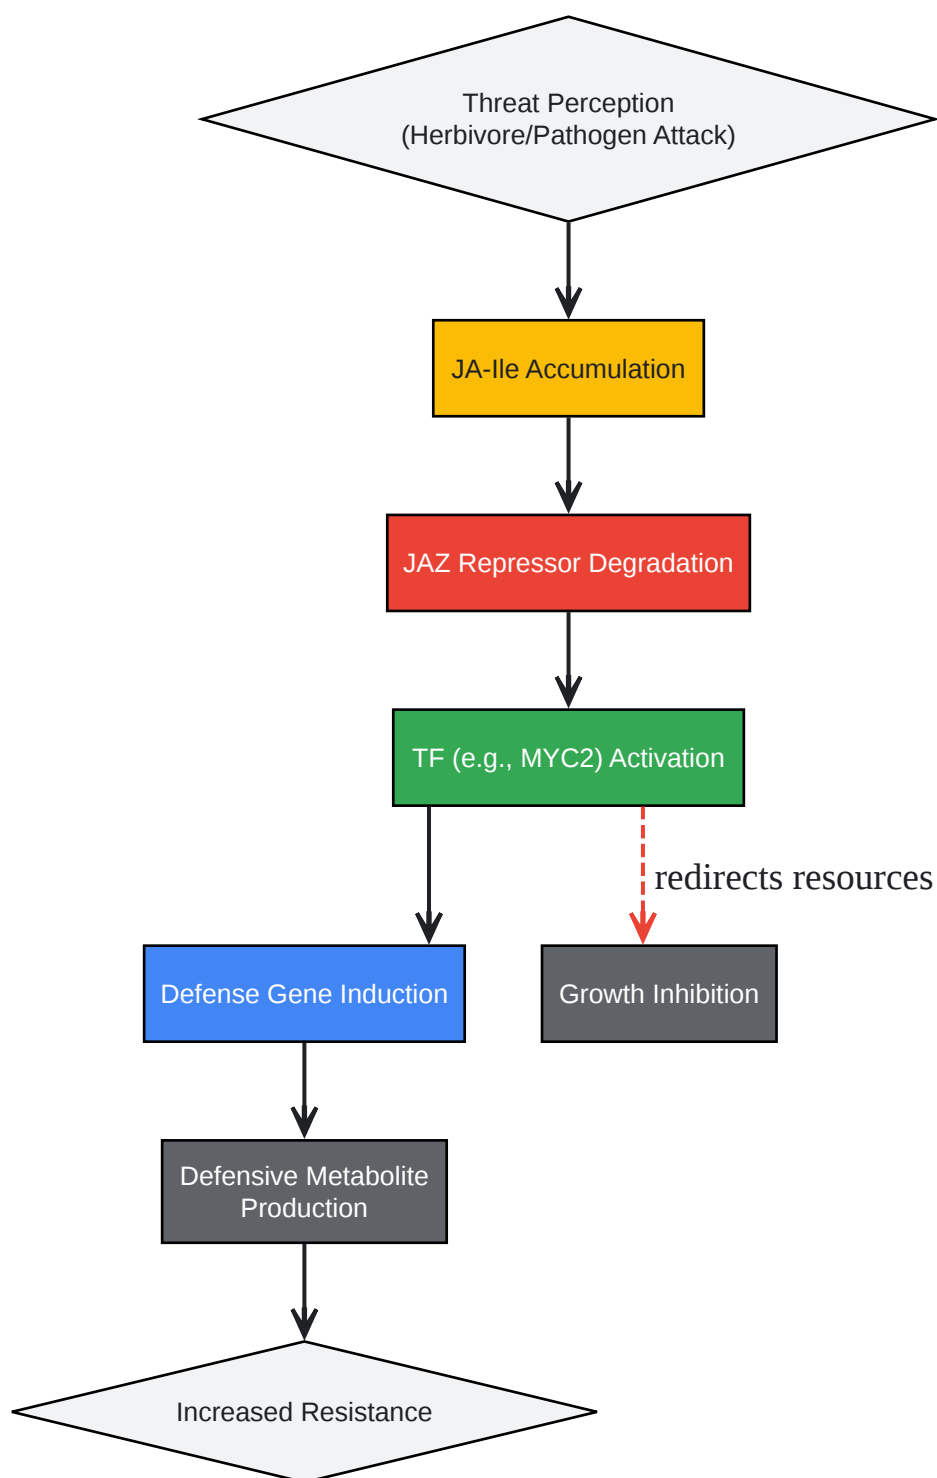 Threat Perception
(Herbivore/Pathogen Attack)
JA-Ile Accumulation
JAZ Repressor Degradation
TF (e.g., MYC2) Activation
redirects resources
Defense Gene Induction
Growth Inhibition
Defensive Metabolite
Production
Increased Resistance